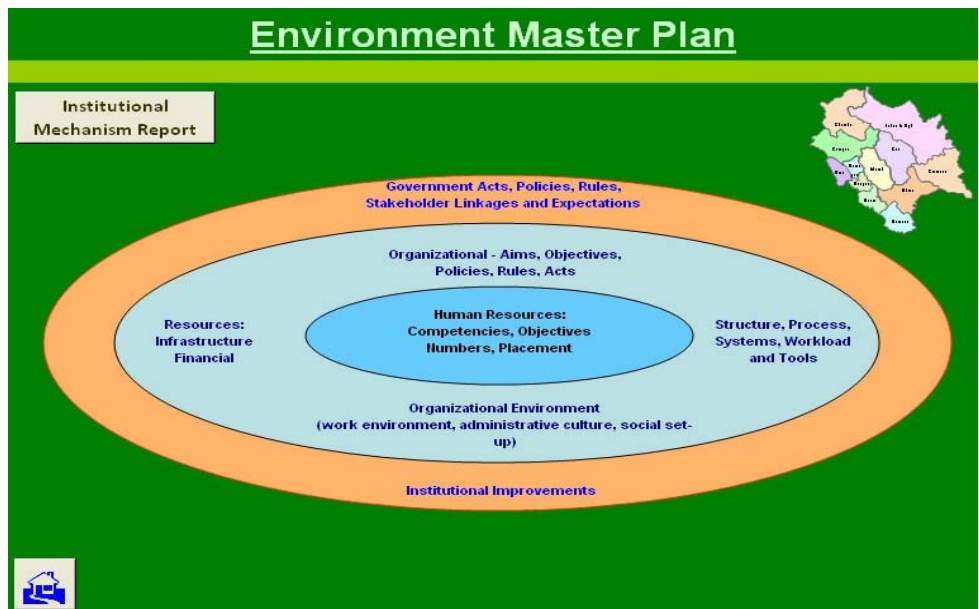 Environment Master Plan
Institutional
Mechanism Report
Government Acts, Policies, Rules,
Stakeholder Linkages and Expectations
Organizational - Aims, Objectives,
Policies, Rules, Acts
Resources:
Infrastructure
Financial
Human Resources:
Competencies, Objectives
Numbers, Placement
Structure, Process,
Systems, Workload
and Tools
Organizational Environment
(work environment, administrative culture, social set-
up)
Institutional Improvements